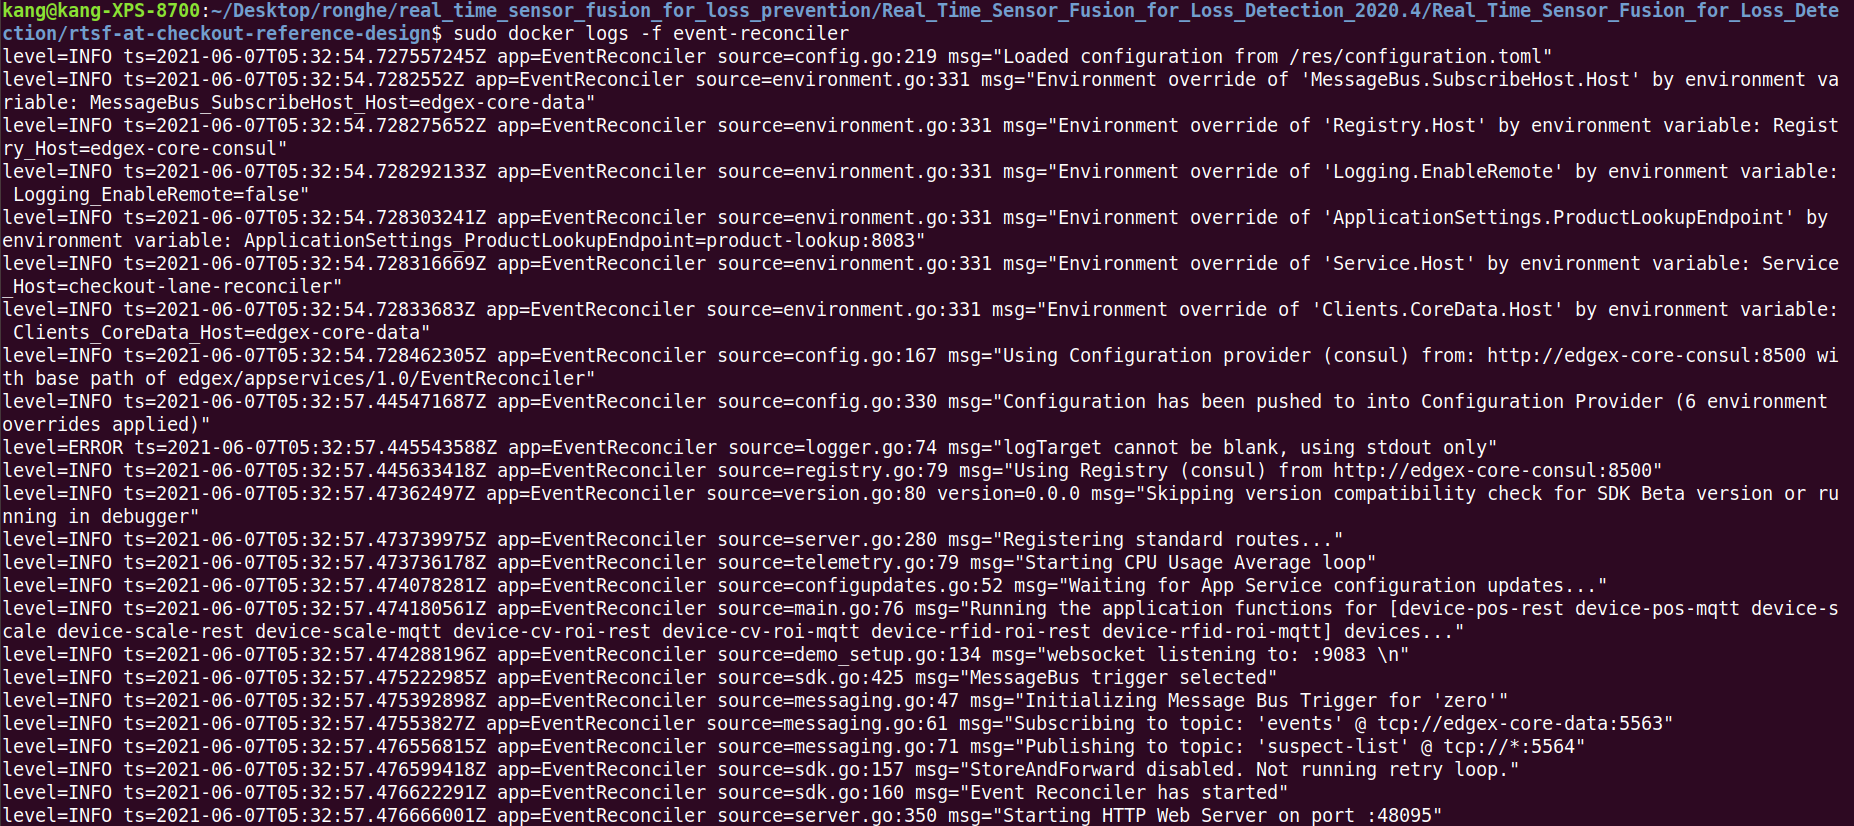 kang@kang-XPS-8700:~/Desktop/ronghe/real_time_sensor_fusion_for_loss_prevention/Real_Time_Sensor_Fusion_for_Loss_Detection_2020.4/Real_Time_Sensor_Fusion_for_Loss_Dete
ction/rtsf-at-checkout-reference-design$ sudo docker logs -f event-reconciler
level=INFO ts=2021-06-07T05:32:54.727557245Z app=EventReconciler source=config.go:219 msg="Loaded configuration from /res/configuration.toml"
level=INFO ts=2021-06-07T05:32:54.7282552Z app=EventReconciler source=environment.go:331 msg="Environment override of 'MessageBus.SubscribeHost.Host' by environment va
riable: MessageBus_SubscribeHost_Host=edgex-core-data"
level=INFO ts=2021-06-07T05:32:54.728275652Z app=EventReconciler source=environment.go:331 msg="Environment override of 'Registry.Host' by environment variable: Regist
ry_Host=edgex-core-consul"
level=INFO ts=2021-06-07T05:32:54.728292133Z app=EventReconciler source=environment.go:331 msg="Environment override of 'Logging.EnableRemote' by environment variable:
 Logging_EnableRemote=false"
level=INFO ts=2021-06-07T05:32:54.728303241Z app=EventReconciler source=environment.go:331 msg="Environment override of 'ApplicationSettings.ProductLookupEndpoint' by
environment variable: ApplicationSettings_ProductLookupEndpoint=product-lookup:8083"
level=INFO ts=2021-06-07T05:32:54.728316669Z app=EventReconciler source=environment.go:331 msg="Environment override of 'Service.Host' by environment variable: Service
_Host=checkout-lane-reconciler"
level=INFO ts=2021-06-07T05:32:54.72833683Z app=EventReconciler source=environment.go:331 msg="Environment override of 'Clients.CoreData.Host' by environment variable:
 Clients_CoreData_Host=edgex-core-data"
level=INFO ts=2021-06-07T05:32:54.728462305Z app=EventReconciler source=config.go:167 msg="Using Configuration provider (consul) from: http://edgex-core-consul:8500 wi
th base path of edgex/appservices/1.0/EventReconciler"
level=INFO ts=2021-06-07T05:32:57.445471687Z app=EventReconciler source=config.go:330 msg="Configuration has been pushed to into Configuration Provider (6 environment
overrides applied)"
level=ERROR ts=2021-06-07T05:32:57.445543588Z app=EventReconciler source=logger.go:74 msg="logTarget cannot be blank, using stdout only"
level=INFO ts=2021-06-07T05:32:57.445633418Z app=EventReconciler source=registry.go:79 msg="Using Registry (consul) from http://edgex-core-consul:8500"
level=INFO ts=2021-06-07T05:32:57.47362497Z app=EventReconciler source=version.go:80 version=0.0.0 msg="Skipping version compatibility check for SDK Beta version or ru
nning in debugger"
level=INFO ts=2021-06-07T05:32:57.473739975Z app=EventReconciler source=server.go:280 msg="Registering standard routes..."
level=INFO ts=2021-06-07T05:32:57.473736178Z app=EventReconciler source=telemetry.go:79 msg="Starting CPU Usage Average loop"
level=INFO ts=2021-06-07T05:32:57.474078281Z app=EventReconciler source=configupdates.go:52 msg="Waiting for App Service configuration updates..."
level=INFO ts=2021-06-07T05:32:57.474180561Z app=EventReconciler source=main.go:76 msg="Running the application functions for [device-pos-rest device-pos-mqtt device-s
cale device-scale-rest device-scale-mqtt device-cv-roi-rest device-cv-roi-mqtt device-rfid-roi-rest device-rfid-roi-mqtt] devices..."
level=INFO ts=2021-06-07T05:32:57.474288196Z app=EventReconciler source=demo_setup.go:134 msg="websocket listening to: :9083 \n"
level=INFO ts=2021-06-07T05:32:57.475222985Z app=EventReconciler source=sdk.go:425 msg="MessageBus trigger selected"
level=INFO ts=2021-06-07T05:32:57.475392898Z app=EventReconciler source=messaging.go:47 msg="Initializing Message Bus Trigger for 'zero'"
level=INFO ts=2021-06-07T05:32:57.47553827Z app=EventReconciler source=messaging.go:61 msg="Subscribing to topic: 'events' @ tcp://edgex-core-data:5563"
level=INFO ts=2021-06-07T05:32:57.476556815Z app=EventReconciler source=messaging.go:71 msg="Publishing to topic: 'suspect-list' @ tcp://*:5564"
level=INFO ts=2021-06-07T05:32:57.476599418Z app=EventReconciler source=sdk.go:157 msg="StoreAndForward disabled. Not running retry loop."
level=INFO ts=2021-06-07T05:32:57.476622291Z app=EventReconciler source=sdk.go:160 msg="Event Reconciler has started"
level=INFO ts=2021-06-07T05:32:57.476666001Z app=EventReconciler source=server.go:350 msg="Starting HTTP Web Server on port :48095"